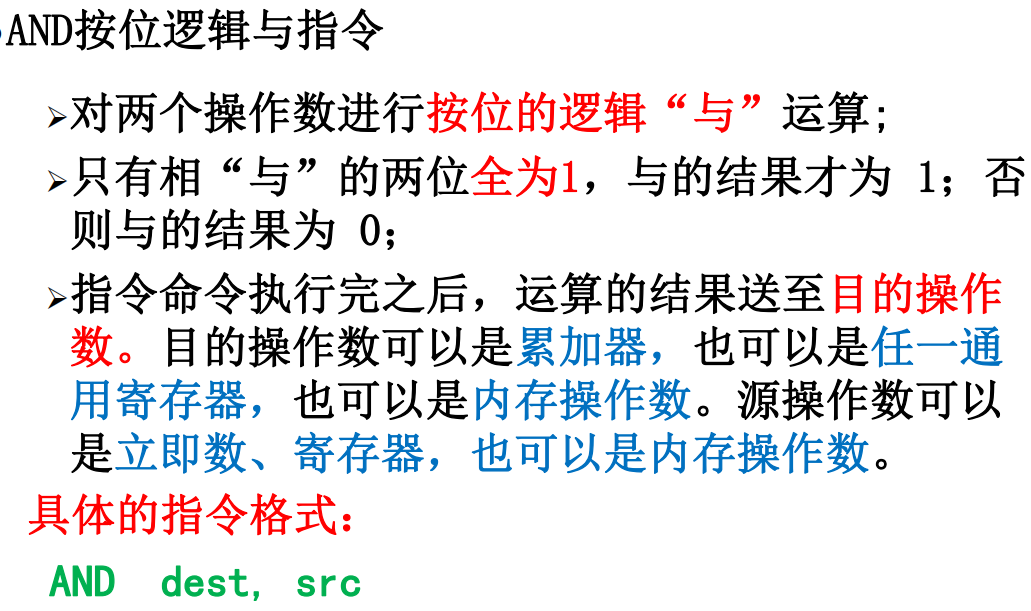 AND按位逻辑与指令
➢对两个操作数进行按位的逻辑“与”运算;
➢只有相“与”的两位全为1，与的结果才为 1；否
则与的结果为 0；
➢指令命令执行完之后，运算的结果送至目的操作
数。目的操作数可以是累加器，也可以是任一通
用寄存器，也可以是内存操作数。源操作数可以
是立即数、寄存器，也可以是内存操作数。
具体的指令格式：
AND dest, src